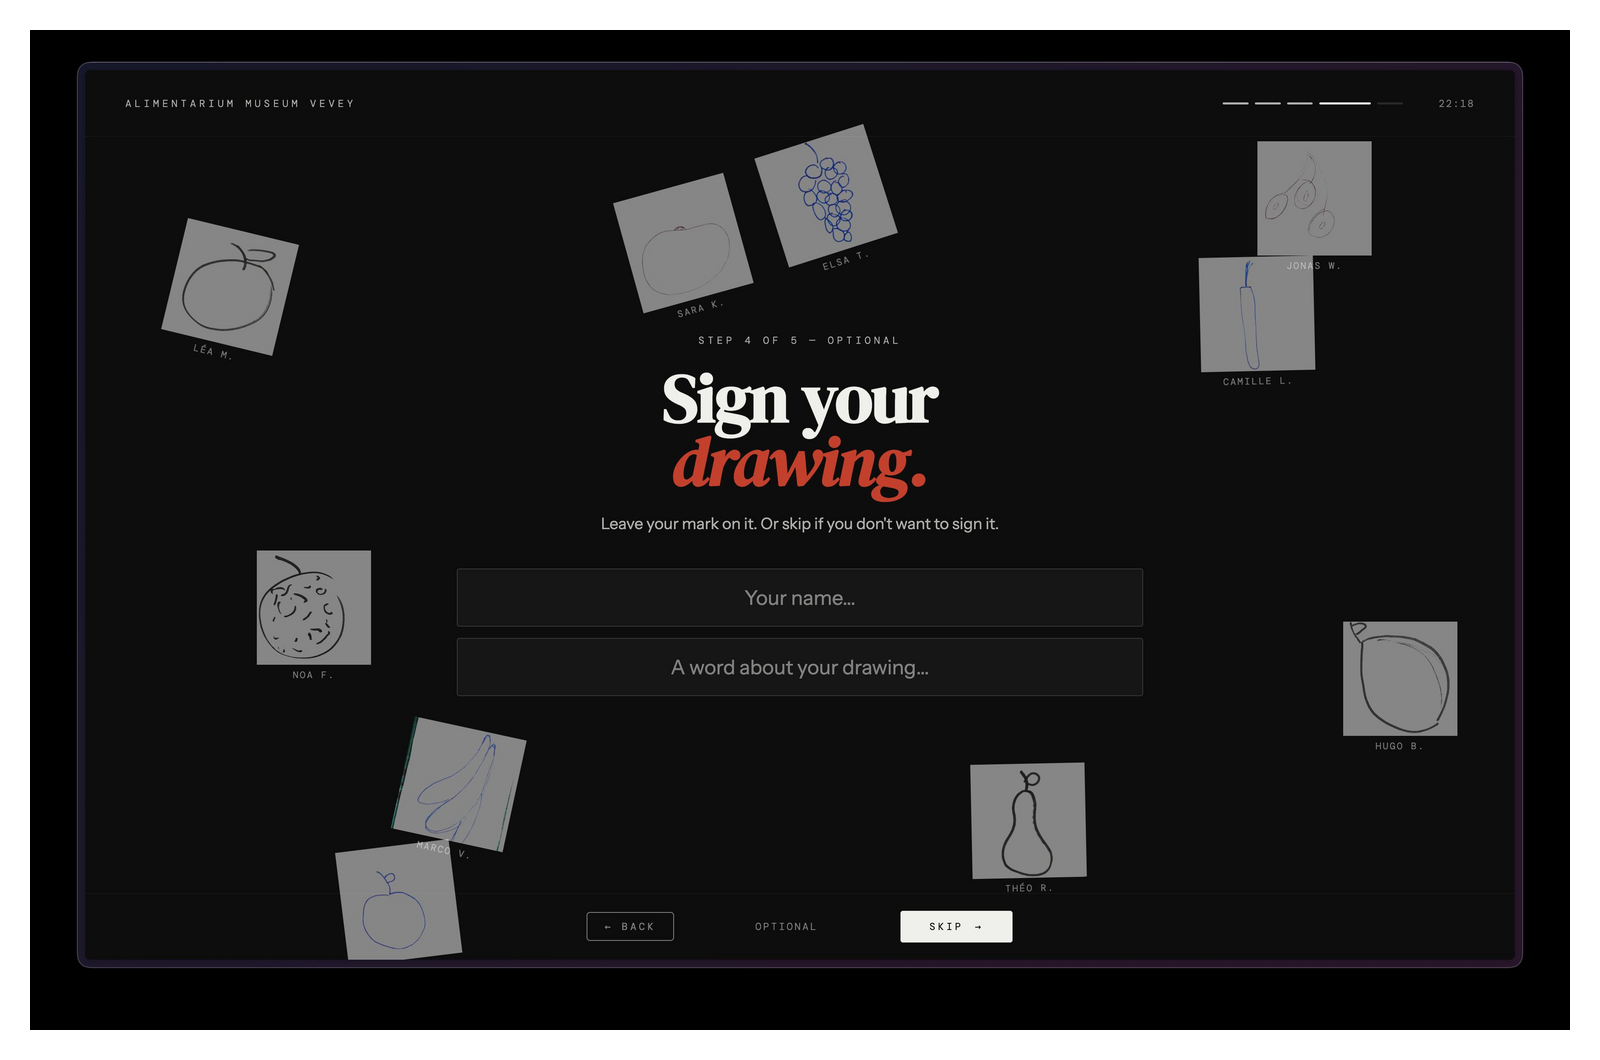 ALIMENTARIUM MUSEUM VEVEY
22:18
ELSA T.
JONAS W.
SARA K.
STEP 4 OF 5 — OPTIONAL
LÉA M.
CAMILLE L.
Sign your
drawing.
Leave your mark on it. Or skip if you don't want to sign it.
Your name...
A word about your drawing...
NOA F.
HUGO B.
MARCO V.
THÉO R.
← BACK
OPTIONAL
SKIP →